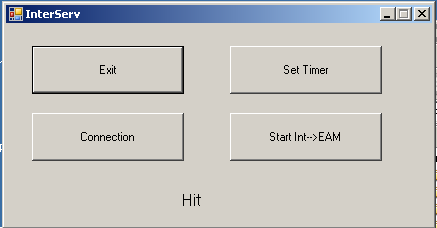 InterServ
Exit
Set Timer
Connection
Start Int-->EAM
Hit